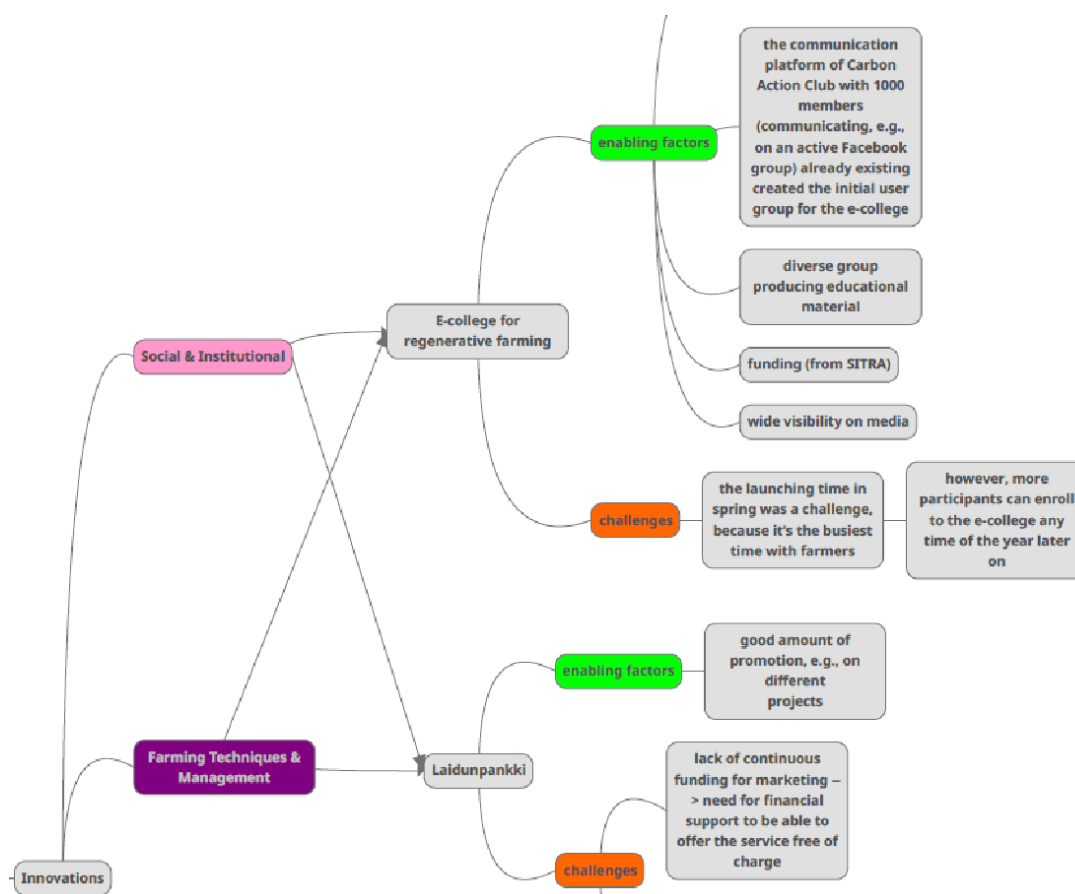 the communication
platform of Carbon
Action Club with 1000
members
(communicating, e.g.,
on an active Facebook
group) already existing
created the initial user
group for the e-college
enabling factors
diverse group
producing educational
material
E-college for
regenerative farming
Social & Institutional
funding (from SITRA)
wide visibility on media
challenges
the launching time in
spring was a challenge,
because it's the busiest
time with farmers
however, more
participants can enroll
to the e-college any
time of the year later
on
enabling factors
good amount of
promotion, e.g., on
different
projects
Farming Techniques &
Management
Laidunpankki
lack of continuous
funding for marketing --
> need for financial
support to be able to
offer the service free of
charge
challenges
Innovations